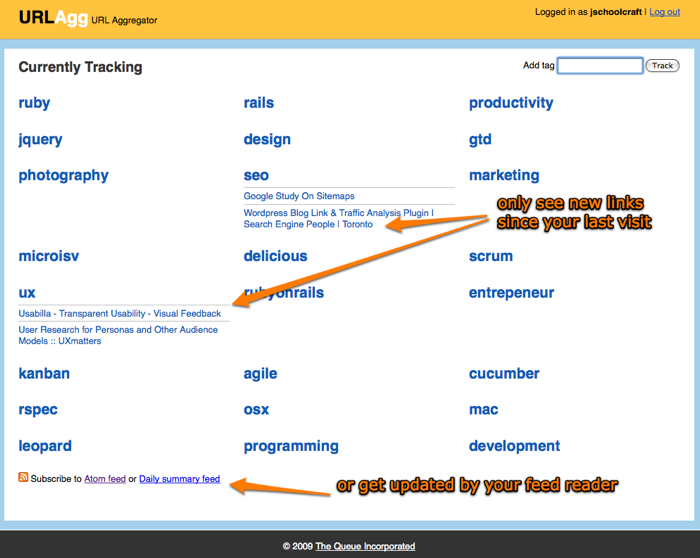 URLAgg URL Aggregator
Logged in as jschoolcraft | Log out
Currently Tracking
Add tag
Track
ruby
rails
productivity
jquery
design
gtd
photography
seo
marketing
Google Study On Sitemaps
Wordpress Blog Link & Traffic Analysis Plugin |
Search Engine People | Toronto
only see new links
since your last visit
microisv
delicious
scrum
ux
rubyonrails
entrepeneur
Usabilla - Transparent Usability - Visual Feedback
User Research for Personas and Other Audience
Models :: UXmatters
kanban
agile
cucumber
rspec
osx
mac
leopard
programming
development
Subscribe to Atom feed or Daily summary feed
or get updated by your feed reader
© 2009 The Queue Incorporated